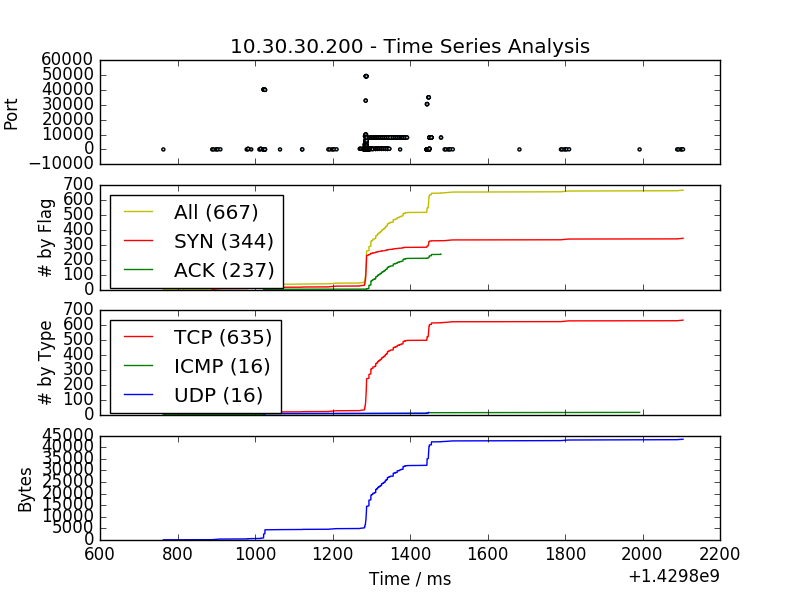 10.30.30.200 - Time Series Analysis
Port
60000
50000
40000
30000
20000
10000
0
−10000
# by Flag
700
600
500
400
300
200
100
0
All (667)
SYN (344)
ACK (237)
# by Type
700
600
500
400
300
200
100
0
TCP (635)
ICMP (16)
UDP (16)
Bytes
45000
40000
35000
30000
25000
20000
15000
10000
5000
0
600 800 1000 1200 1400 1600 1800 2000 2200
Time / ms
+1.4298e9